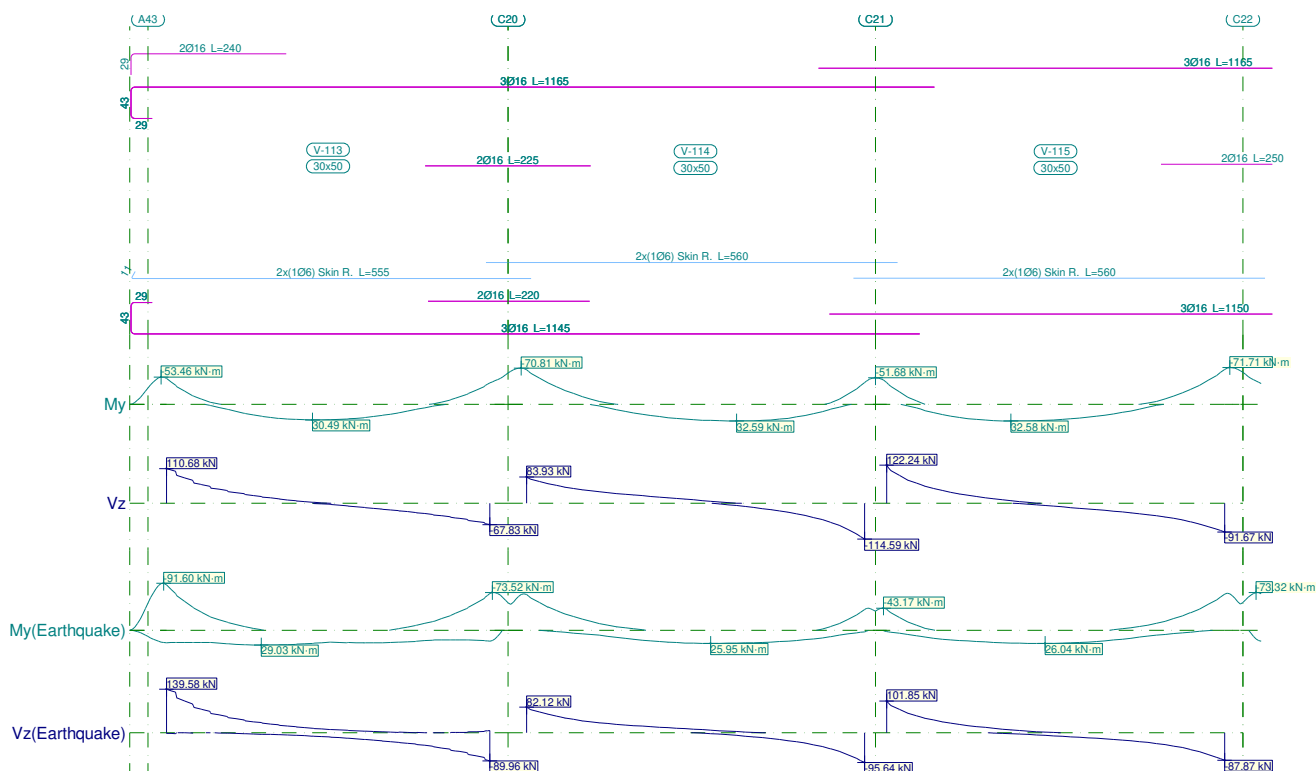 A43 C20 C21 C22
2Ø16 L=240
29
3Ø16 L=1165
3Ø16 L=1165
43
29
V-113
30x50
2Ø16 L=225
V-114
30x50
V-115
30x50
2Ø16 L=250
2x(1Ø6) Skin R. L=560
11
2x(1Ø6) Skin R. L=555
2x(1Ø6) Skin R. L=560
29
2Ø16 L=220
43
3Ø16 L=1150
3Ø16 L=1145
My
-53.46 kN·m
-70.81 kN·m
-51.68 kN·m
-71.71 kN·m
30.49 kN·m
32.59 kN·m
32.58 kN·m
Vz
110.68 kN
83.93 kN
122.24 kN
-67.83 kN
-114.59 kN
-91.67 kN
My(Earthquake)
-91.60 kN·m
-73.52 kN·m
-43.17 kN·m
-73.32 kN·m
29.03 kN·m
25.95 kN·m
26.04 kN·m
Vz(Earthquake)
139.58 kN
82.12 kN
101.85 kN
-89.96 kN
-95.64 kN
-87.87 kN